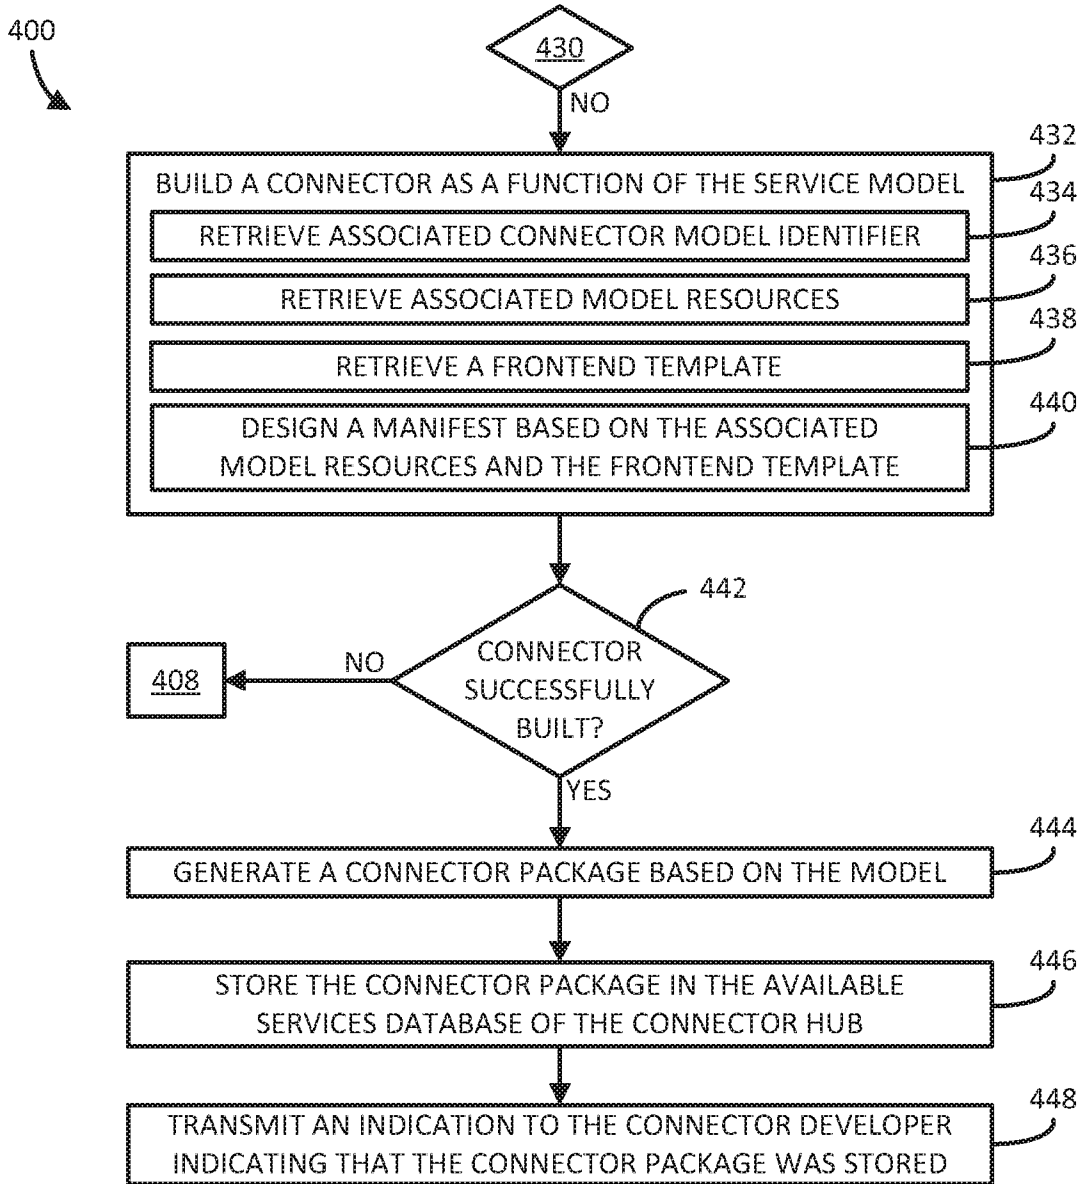 400
430
NO
432
BUILD A CONNECTOR AS A FUNCTION OF THE SERVICE MODEL
434
RETRIEVE ASSOCIATED CONNECTOR MODEL IDENTIFIER
436
RETRIEVE ASSOCIATED MODEL RESOURCES
438
RETRIEVE A FRONTEND TEMPLATE
440
DESIGN A MANIFEST BASED ON THE ASSOCIATED
MODEL RESOURCES AND THE FRONTEND TEMPLATE
442
CONNECTOR
SUCCESSFULLY
BUILT?
NO
408
YES
444
GENERATE A CONNECTOR PACKAGE BASED ON THE MODEL
446
STORE THE CONNECTOR PACKAGE IN THE AVAILABLE
SERVICES DATABASE OF THE CONNECTOR HUB
448
TRANSMIT AN INDICATION TO THE CONNECTOR DEVELOPER
INDICATING THAT THE CONNECTOR PACKAGE WAS STORED